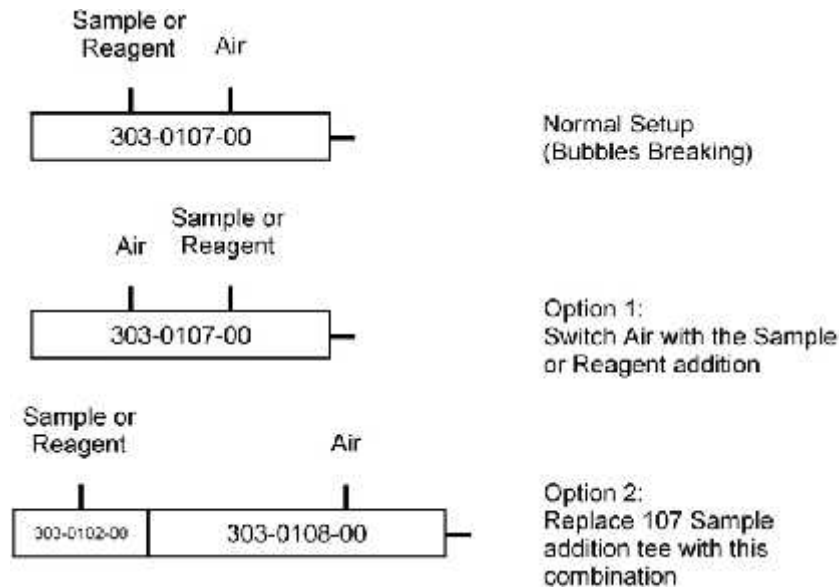 Sample or
Reagent
Air
303-0107-00
Normal Setup
(Bubbles Breaking)
Air
Sample or
Reagent
303-0107-00
Option 1:
Switch Air with the Sample
or Reagent addition
Sample or
Reagent
Air
303-0102-00
303-0108-00
Option 2:
Replace 107 Sample
addition tee with this
combination